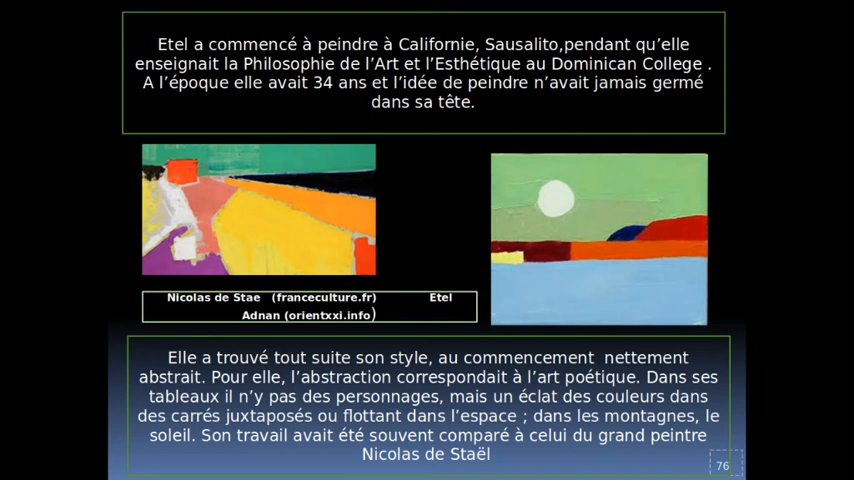 Etel a commencé à peindre à Californie, Sausalito,pendant qu’elle
enseignait la Philosophie de l’Art et l’Esthétique au Dominican College .
A l’époque elle avait 34 ans et l’idée de peindre n’avait jamais germé
dans sa tête.
Nicolas de Stae (franceculture.fr) Etel
Adnan (orientxxi.info)
Elle a trouvé tout suite son style, au commencement nettement
abstrait. Pour elle, l’abstraction correspondait à l’art poétique. Dans ses
tableaux il n’y pas des personnages, mais un éclat des couleurs dans
des carrés juxtaposés ou flottant dans l’espace ; dans les montagnes, le
soleil. Son travail avait été souvent comparé à celui du grand peintre
Nicolas de Staël
76